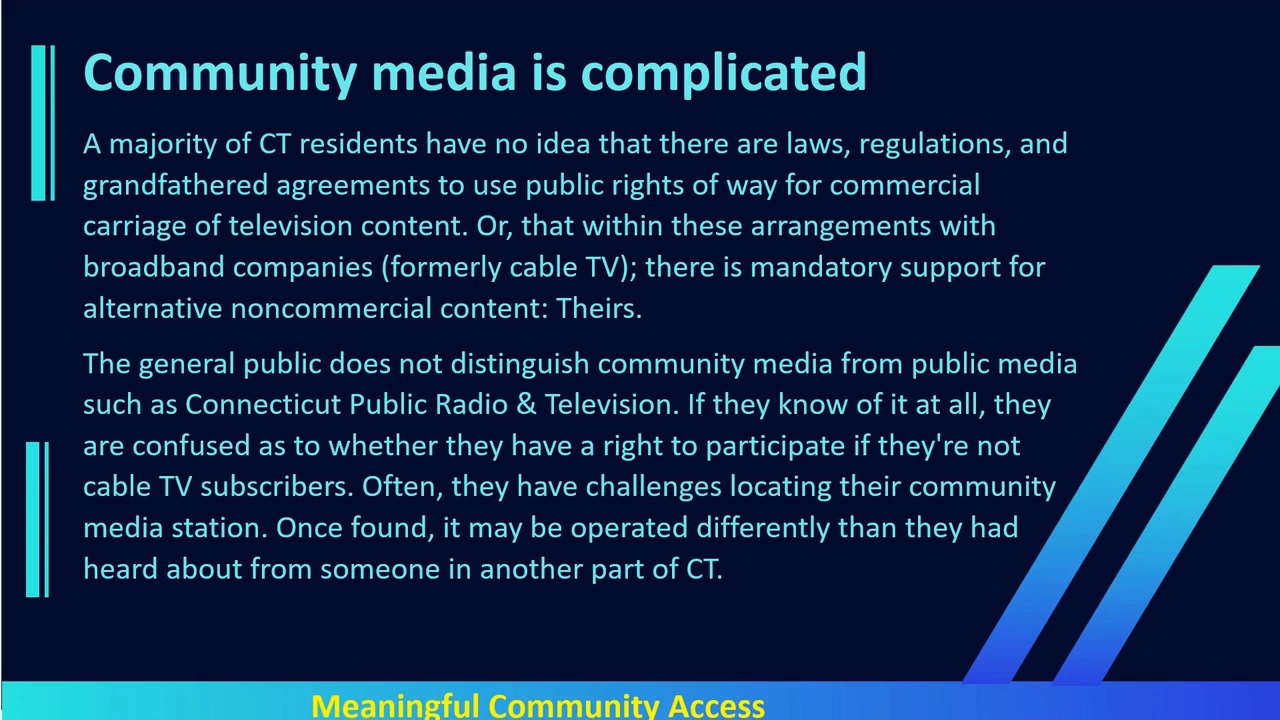 Community media is complicated
A majority of CT residents have no idea that there are laws, regulations, and
grandfathered agreements to use public rights of way for commercial
carriage of television content. Or, that within these arrangements with
broadband companies (formerly cable TV); there is mandatory support for
alternative noncommercial content: Theirs.
The general public does not distinguish community media from public media
such as Connecticut Public Radio & Television. If they know of it at all, they
are confused as to whether they have a right to participate if they're not
cable TV subscribers. Often, they have challenges locating their community
media station. Once found, it may be operated differently than they had
heard about from someone in another part of CT.
Meaningful Community Access